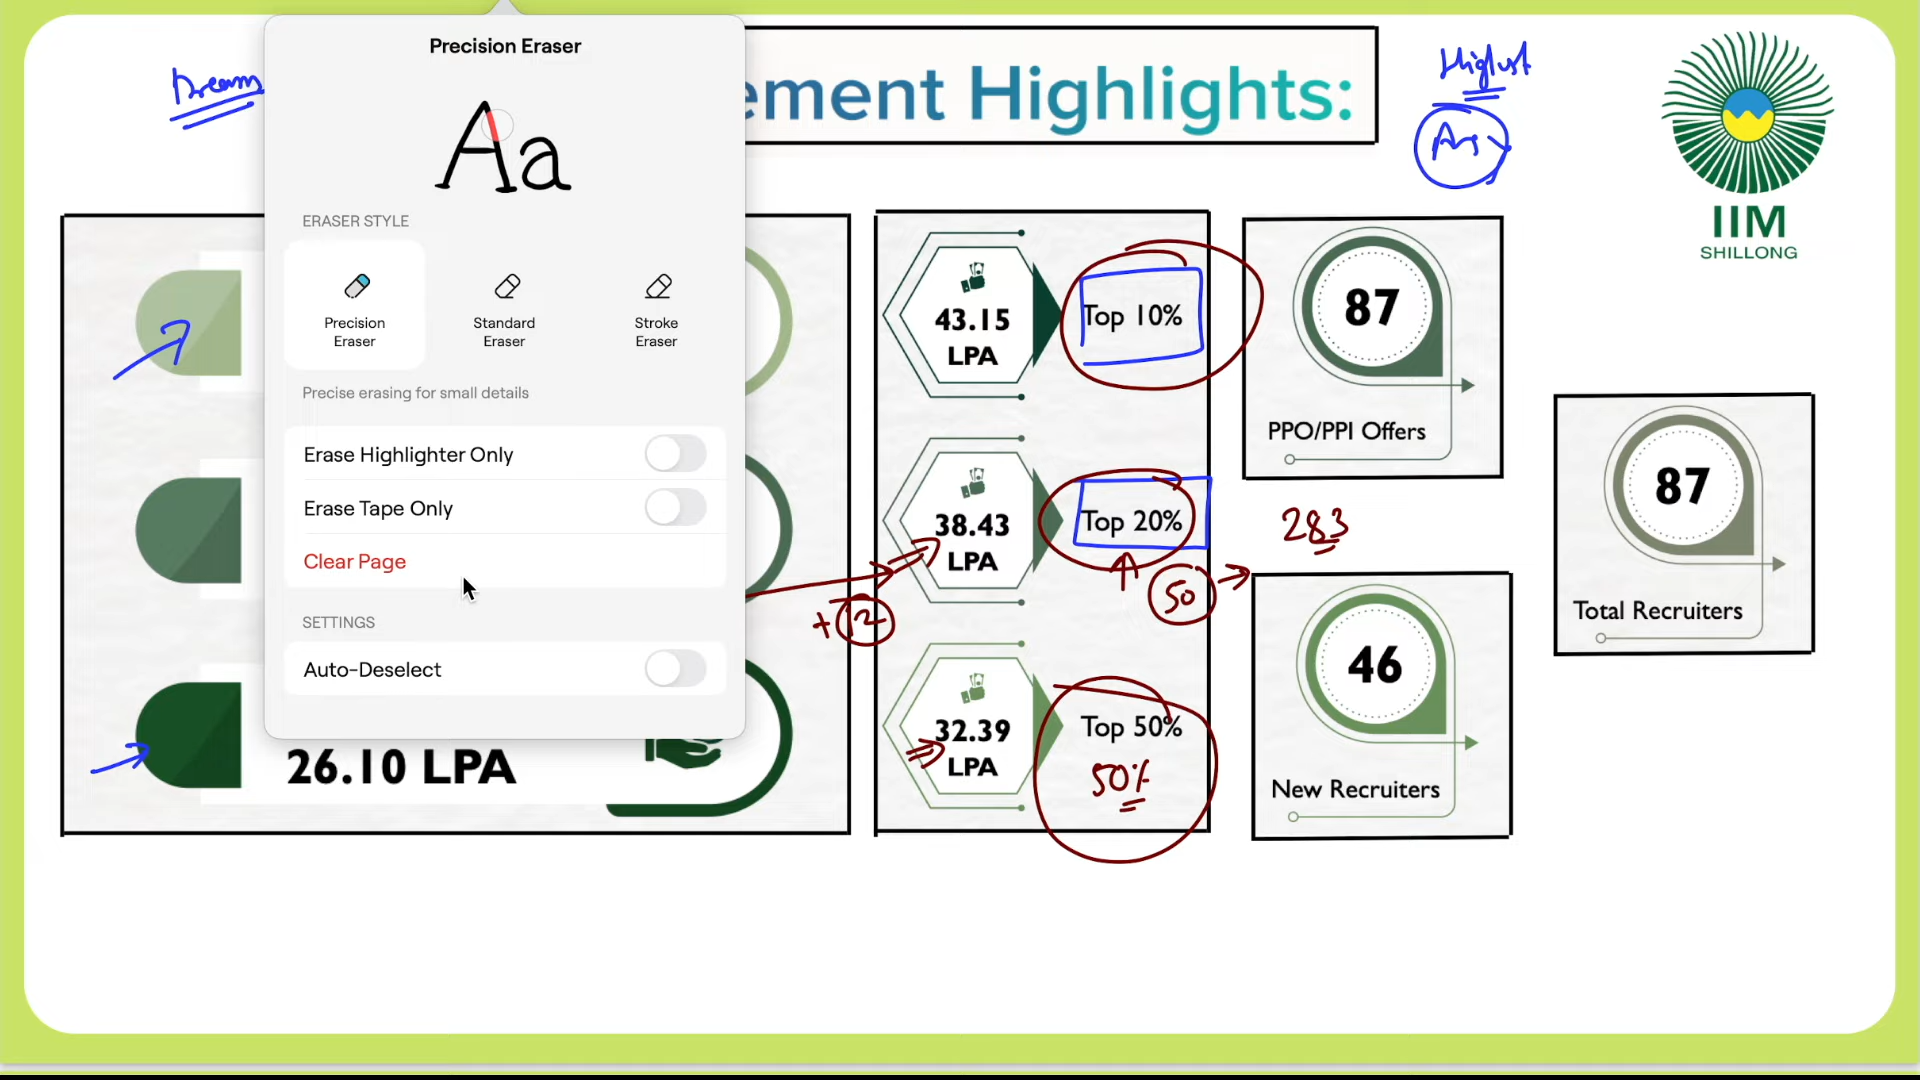 Precision Eraser
Aa
ERASER STYLE
Precision Eraser
Standard Eraser
Stroke Eraser
Precise erasing for small details
Erase Highlighter Only
Erase Tape Only
Clear Page
SETTINGS
Auto-Deselect
Dream
ement Highlights:
Highest
IIM
SHILLONG
26.10 LPA
43.15
LPA
Top 10%
38.43
LPA
Top 20%
+12
50
32.39
LPA
Top 50%
50%
87
PPO/PPI Offers
283
46
New Recruiters
87
Total Recruiters